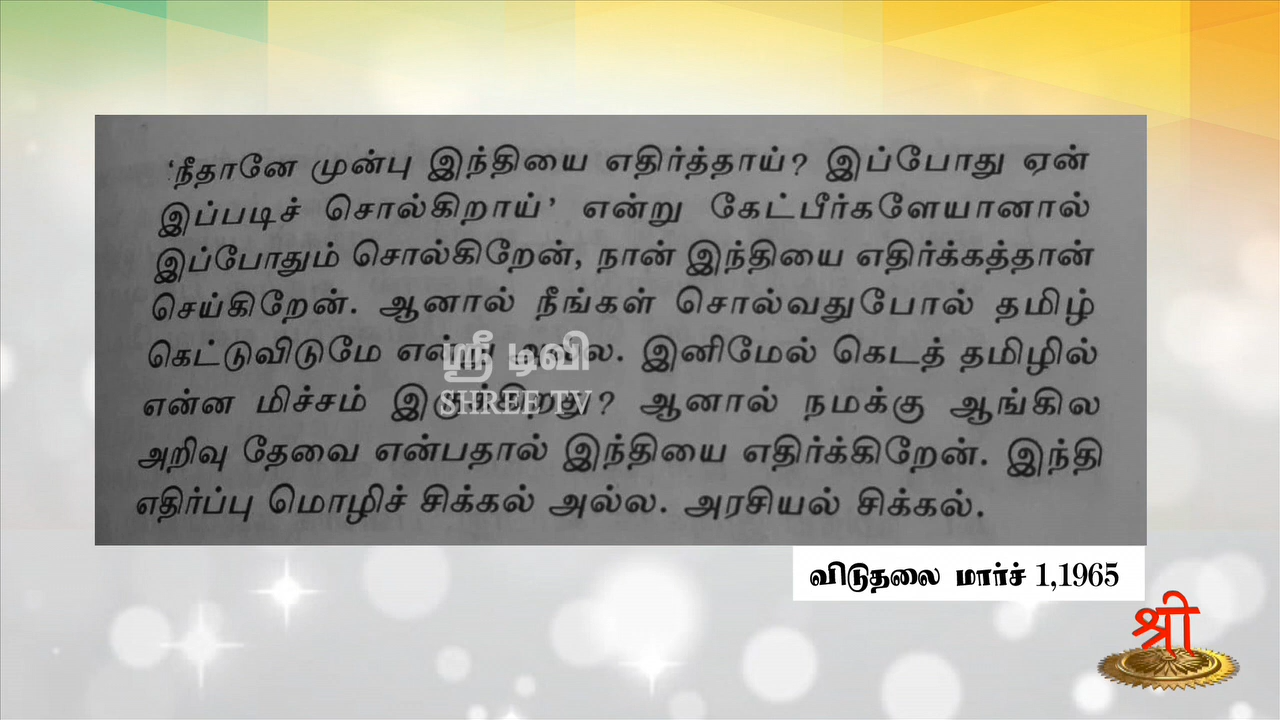 'நீதானே முன்பு இந்தியை எதிர்த்தாய்? இப்போது ஏன்
இப்படிச் சொல்கிறாய்' என்று கேட்பீர்களேயானால்
இப்போதும் சொல்கிறேன், நான் இந்தியை எதிர்க்கத்தான்
செய்கிறேன். ஆனால் நீங்கள் சொல்வதுபோல் தமிழ்
கெட்டுவிடுமே என்று அல்ல. இனிமேல் கெடத் தமிழில்
என்ன மிச்சம் இருக்கிறது? ஆனால் நமக்கு ஆங்கில
அறிவு தேவை என்பதால் இந்தியை எதிர்க்கிறேன். இந்தி
எதிர்ப்பு மொழிச் சிக்கல் அல்ல. அரசியல் சிக்கல்.
ஸ்ரீ டிவி
SHREE TV
விடுதலை மார்ச் 1,1965
श्री